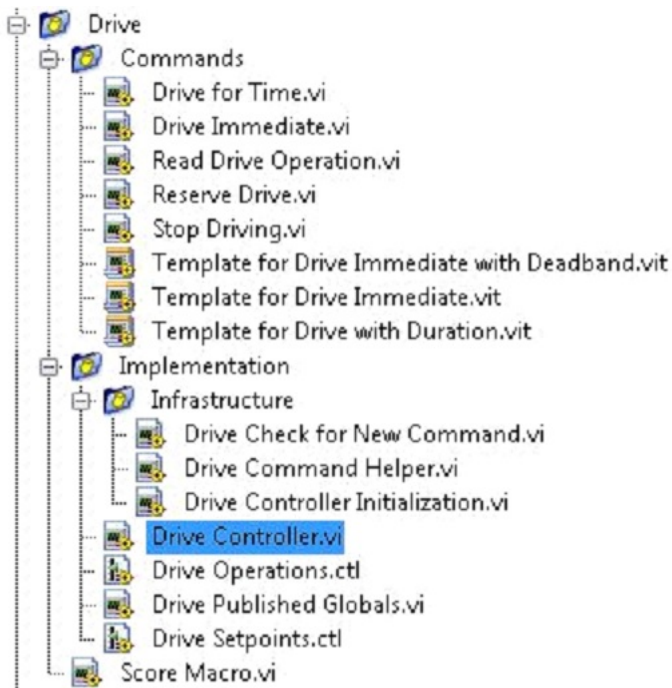 Drive
Commands
Drive for Time.vi
Drive Immediate.vi
Read Drive Operation.vi
Reserve Drive.vi
Stop Driving.vi
Template for Drive Immediate with Deadband.vit
Template for Drive Immediate.vit
Template for Drive with Duration.vit
Implementation
Infrastructure
Drive Check for New Command.vi
Drive Command Helper.vi
Drive Controller Initialization.vi
Drive Controller.vi
Drive Operations.ctl
Drive Published Globals.vi
Drive Setpoints.ctl
Score Macro.vi